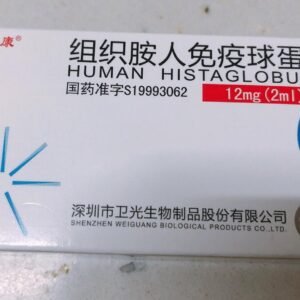 康
组织胺人免疫球蛋
HUMAN HISTAGLOBU
国药准字S19993062
12mg (2ml)
深圳市卫光生物制品股份有限公司
SHENZHEN WEIGUANG BIOLOGICAL PRODUCTS CO.,LTD.